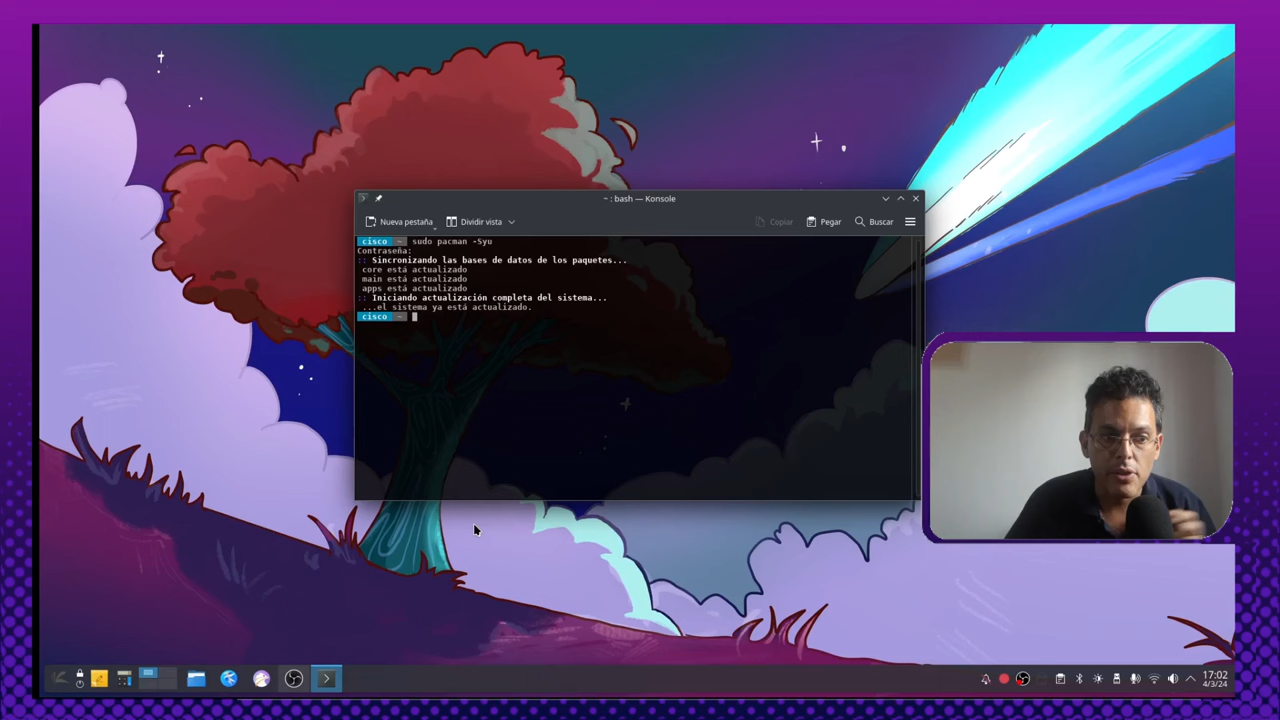 ~ : bash — Konsole
Nueva pestaña
Dividir vista
Copiar
Pegar
Buscar
cisco ~ sudo pacman -Syu
Contraseña:
:: Sincronizando las bases de datos de los paquetes...
core está actualizado
main está actualizado
apps está actualizado
:: Iniciando actualización completa del sistema...
...el sistema ya está actualizado.
cisco ~
17:02
4/3/24